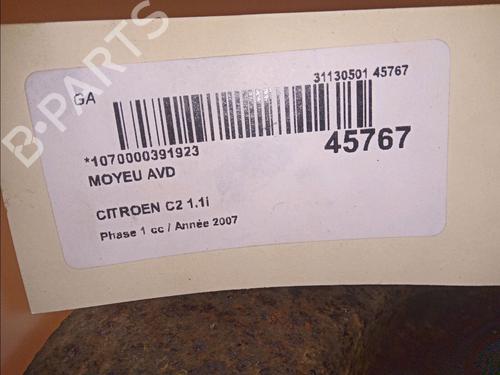 B-PARTS
GA
31130501 45767
*1070000391923
45767
MOYEU AVD
CITROEN C2 1.1i
Phase 1 cc / Année 2007